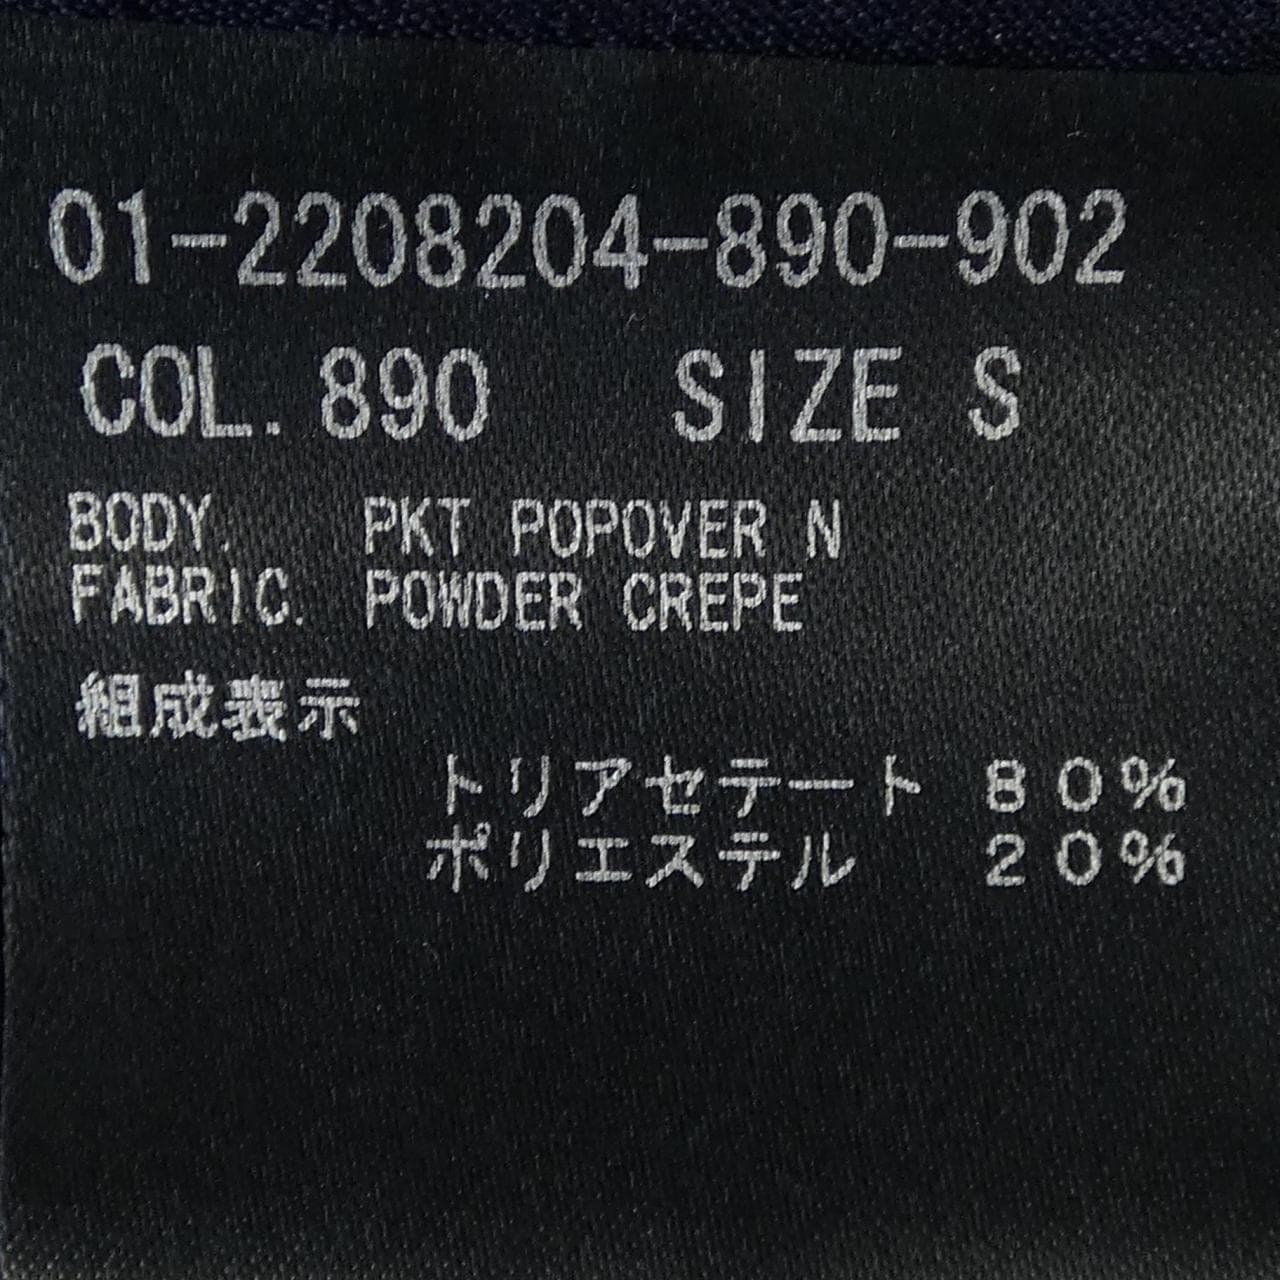 01-2208204-890-902
COL. 890 SIZE S
BODY. PKT POPOVER N
FABRIC. POWDER CREPE
組成表示
トリアセテート 80%
ポリエステル 20%